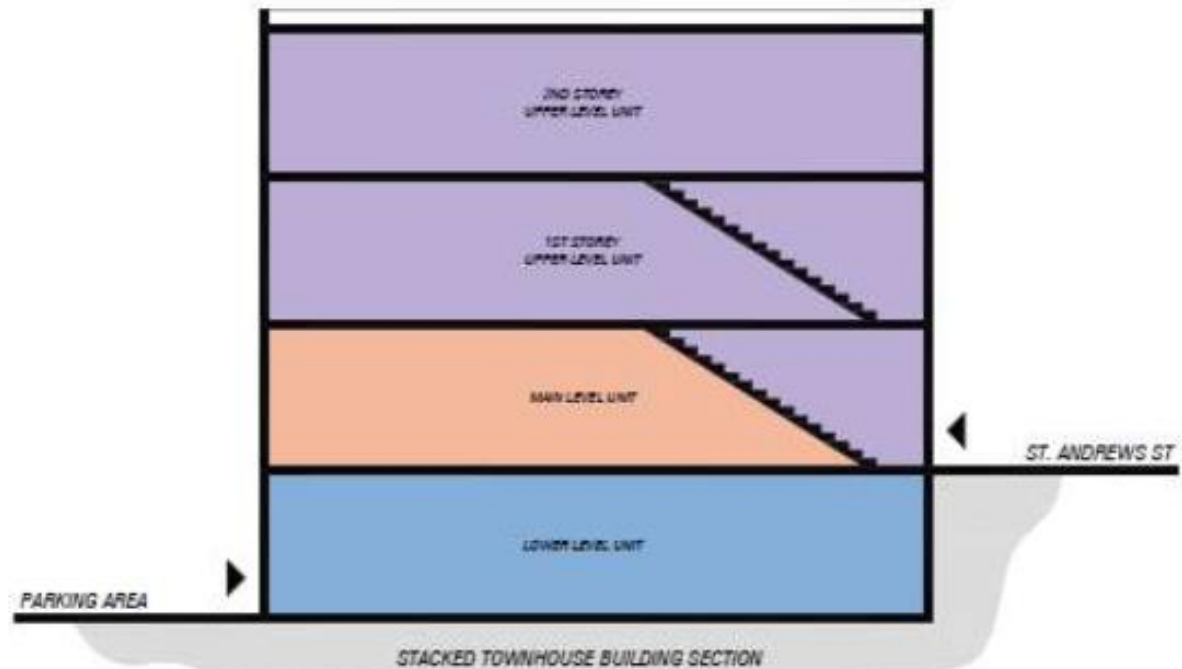 2ND STOREY
UPPER LEVEL UNIT
1ST STOREY
UPPER LEVEL UNIT
MAIN LEVEL UNIT
ST. ANDREWS ST
LOWER LEVEL UNIT
PARKING AREA
STACKED TOWNHOUSE BUILDING SECTION